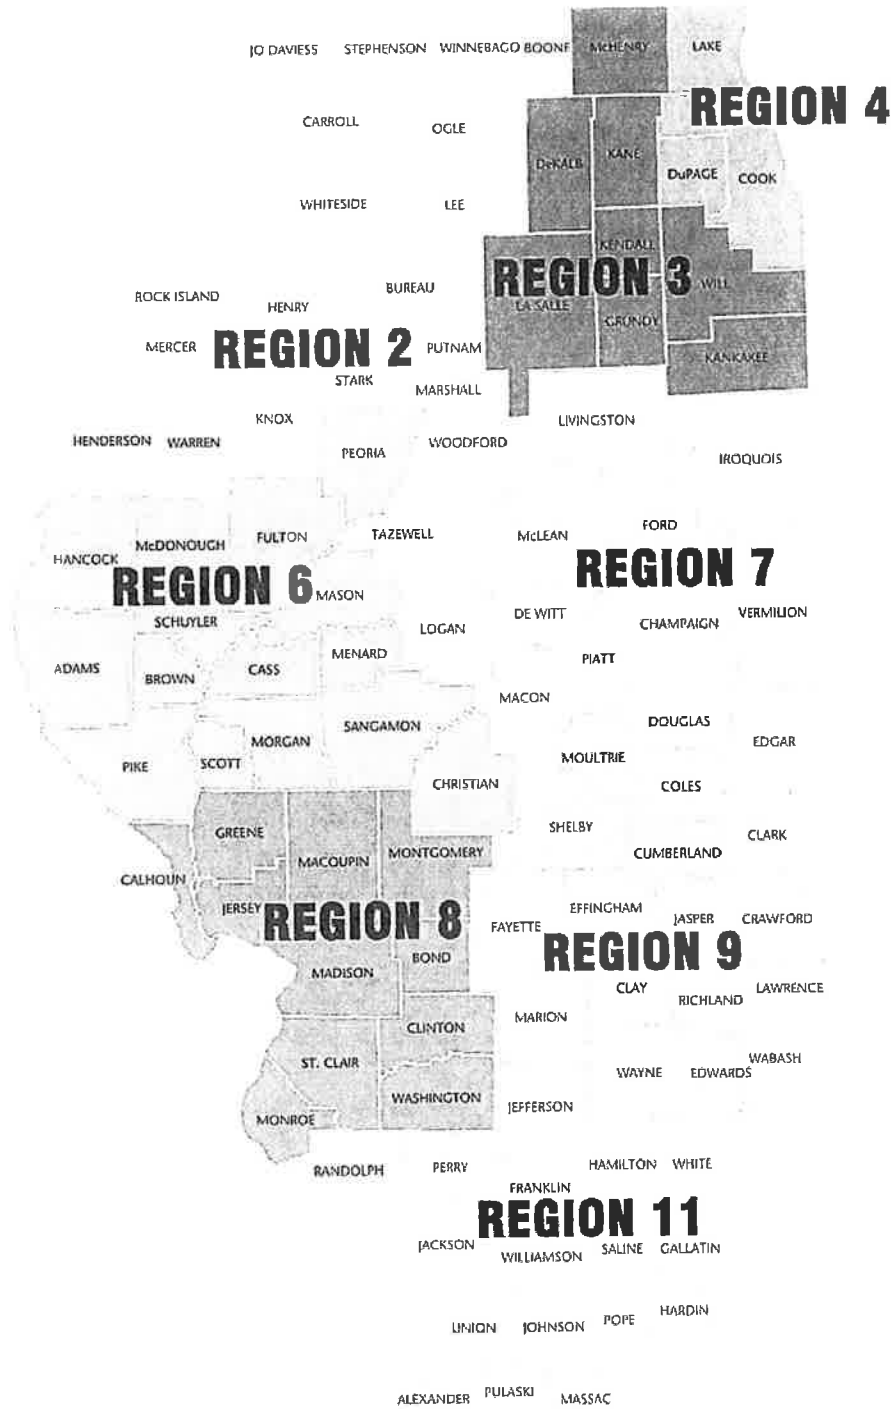 JO DAVIESS STEPHENSON WINNEBAGO BOONE McHENRY LAKE
REGION 4
CARROLL OGLE
DeKALB KANE DuPAGE COOK
WHITESIDE LEE
KENDALL
REGION 3 WILL
ROCK ISLAND HENRY BUREAU LA SALLE
GRUNDY
MERCER REGION 2 PUTNAM KANKAKEE
STARK MARSHALL
KNOX LIVINGSTON
HENDERSON WARREN PEORIA WOODFORD
IROQUOIS
HANCOCK McDONOUGH FULTON TAZEWELL McLEAN FORD
REGION 6 MASON REGION 7
SCHUYLER LOGAN DE WITT CHAMPAIGN VERMILION
ADAMS BROWN CASS MENARD PIATT
MACON
SANGAMON DOUGLAS
PIKE SCOTT MORGAN MOULTRIE EDGAR
CHRISTIAN COLES
GREENE SHELBY CLARK
MACOUPIN MONTGOMERY CUMBERLAND
CALHOUN
JERSEY REGION 8 FAYETTE EFFINGHAM JASPER CRAWFORD
REGION 9
MADISON BOND
CLAY RICHLAND LAWRENCE
CLINTON MARION
ST. CLAIR WAYNE EDWARDS WABASH
WASHINGTON JEFFERSON
MONROE
RANDOLPH PERRY HAMILTON WHITE
FRANKLIN
REGION 11
JACKSON WILLIAMSON SALINE GALLATIN
UNION JOHNSON POPE HARDIN
ALEXANDER PULASKI MASSAC